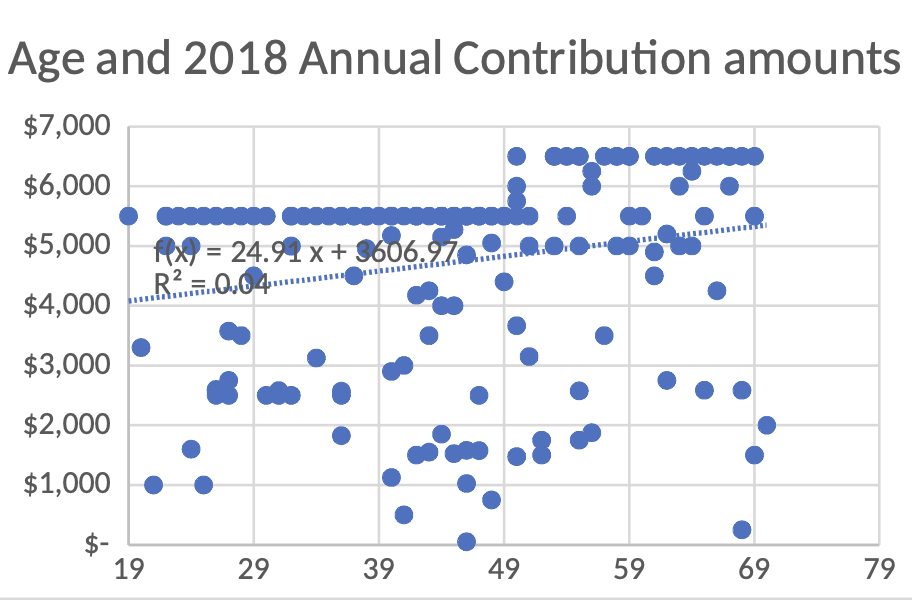 Age and 2018 Annual Contribution amounts
$7,000
$6,000
$5,000
f(x) = 24.91 x + 3606.97
R² = 0.04
$4,000
$3,000
$2,000
$1,000
$-
19 29 39 49 59 69 79